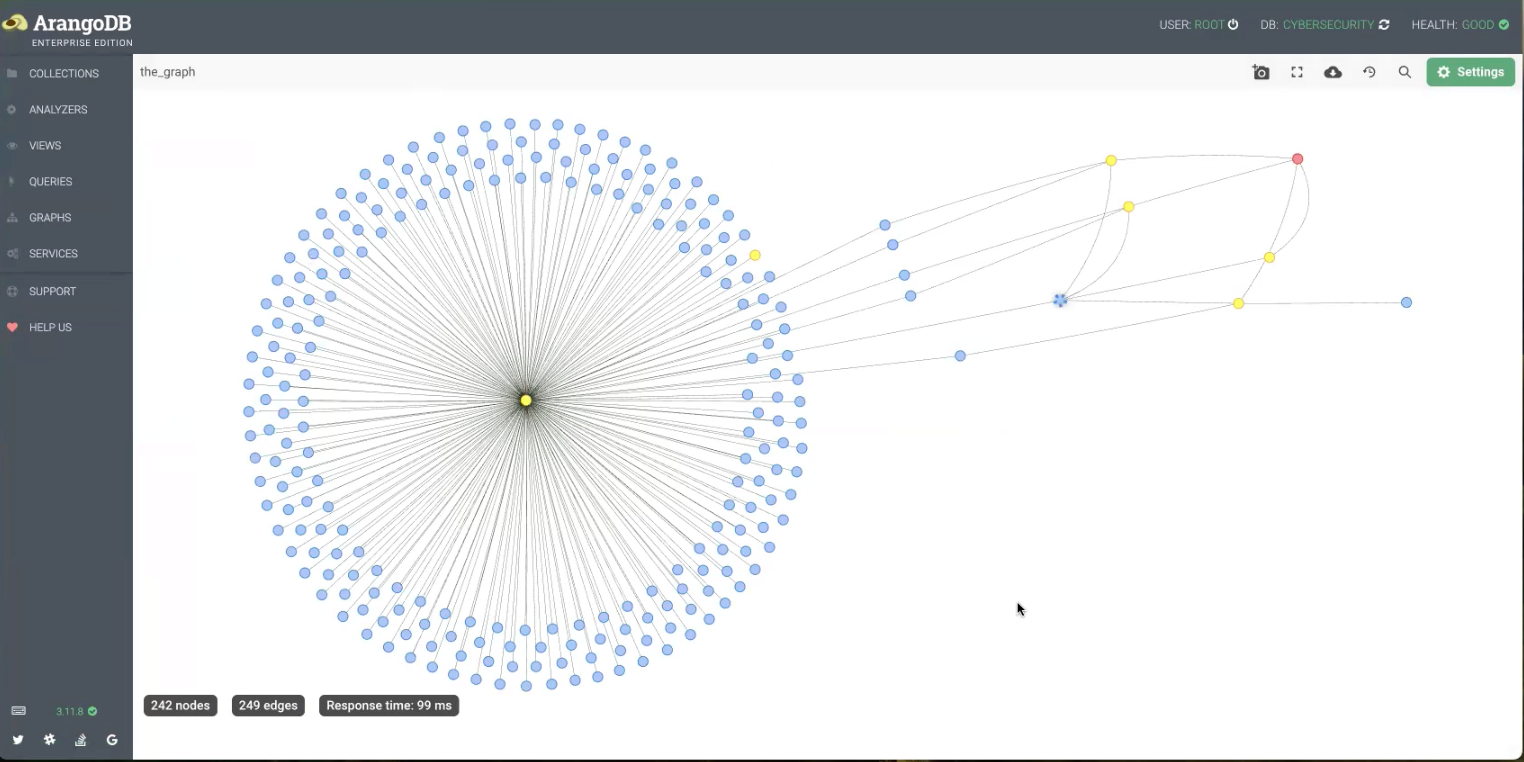 ArangoDB
ENTERPRISE EDITION
USER: ROOT
DB: CYBERSECURITY
HEALTH: GOOD
COLLECTIONS
ANALYZERS
VIEWS
QUERIES
GRAPHS
SERVICES
SUPPORT
HELP US
3.11.8
the_graph
Settings
242 nodes
249 edges
Response time: 99 ms